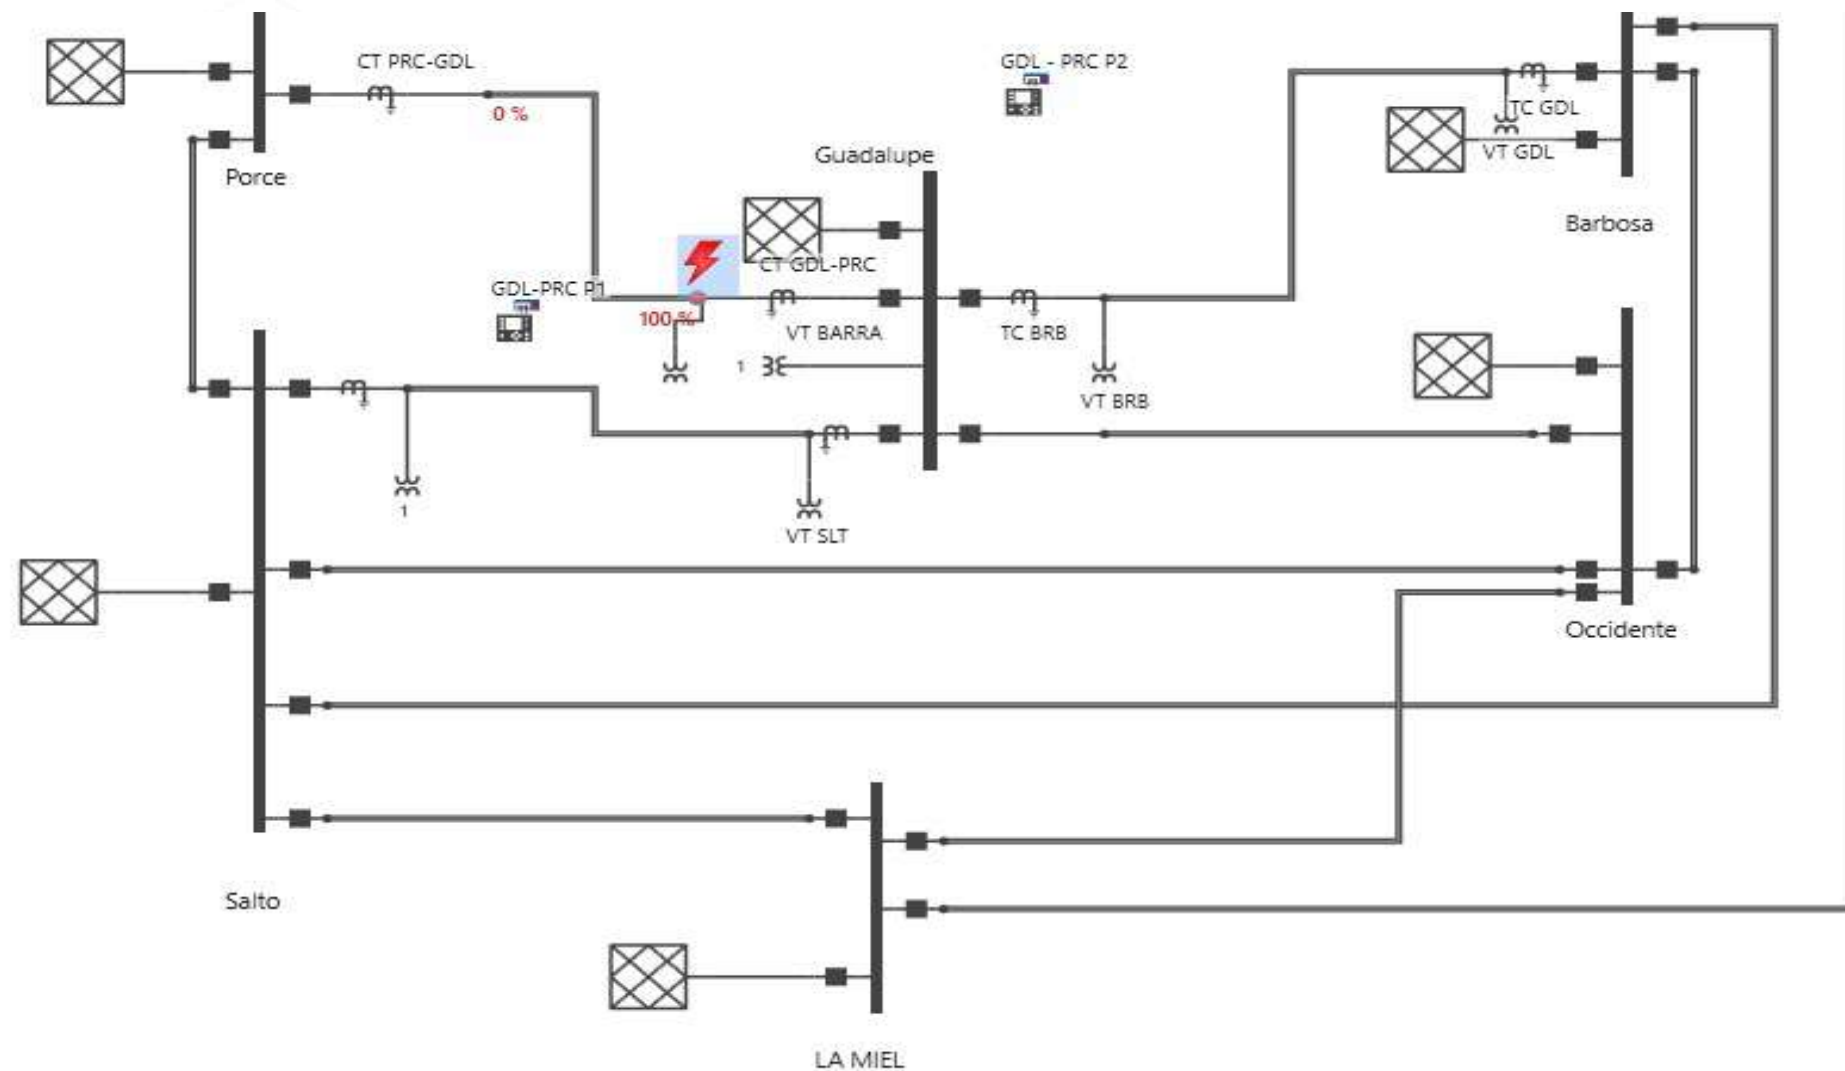 CT PRC-GDL
GDL - PRC P2
0 %
TC GDL
Guadalupe
VT GDL
Porce
Barbosa
CT GDL-PRC
GDL-PRC P1
100 %
VT BARRA
TC BRB
1
VT BRB
1
VT SLT
Occidente
Salto
LA MIEL